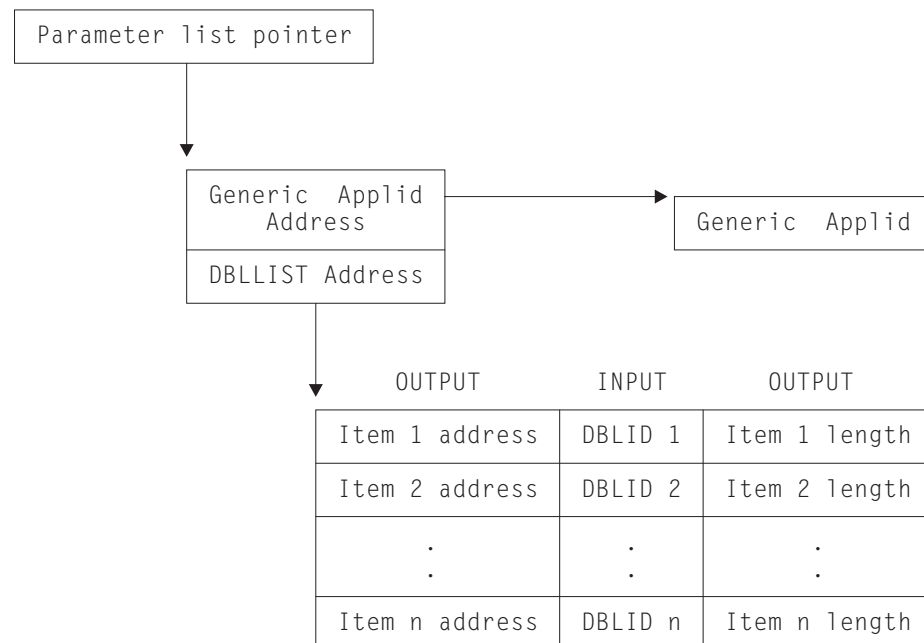 Parameter list pointer
Generic Applid
Address
Generic Applid
DBLLIST Address
OUTPUT INPUT OUTPUT
Item 1 address DBLID 1 Item 1 length
Item 2 address DBLID 2 Item 2 length
. . .
. . .
Item n address DBLID n Item n length